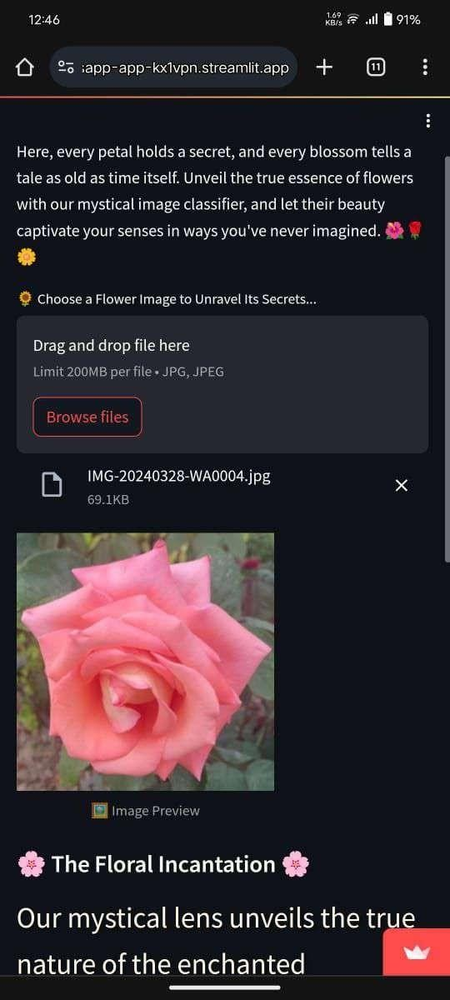 12:46
1.69
KB/s
91%
app-app-kx1vpn.streamlit.app
11
Here, every petal holds a secret, and every blossom tells a
tale as old as time itself. Unveil the true essence of flowers
with our mystical image classifier, and let their beauty
captivate your senses in ways you've never imagined. 🌺🌹
🌼
🌻 Choose a Flower Image to Unravel Its Secrets...
Drag and drop file here
Limit 200MB per file • JPG, JPEG
Browse files
IMG-20240328-WA0004.jpg
69.1KB
🖼️ Image Preview
🌸 The Floral Incantation 🌸
Our mystical lens unveils the true
nature of the enchanted